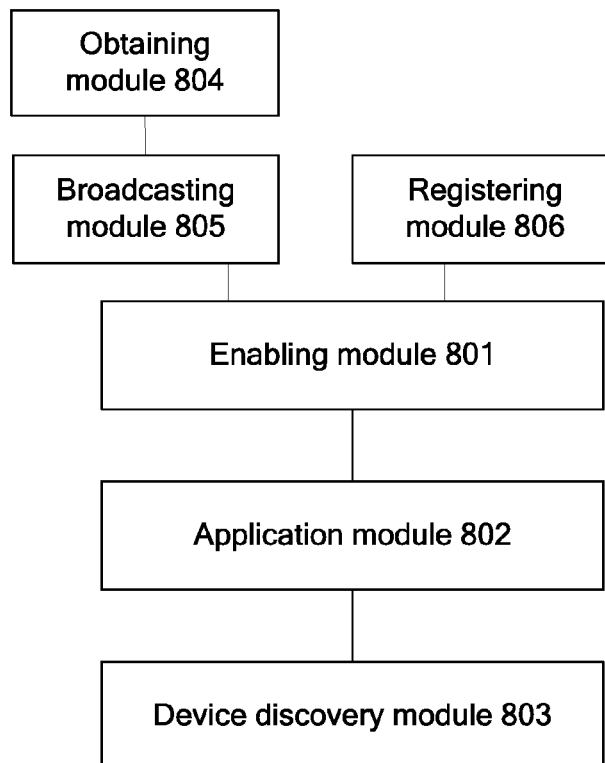 Obtaining
module 804
Broadcasting
module 805
Registering
module 806
Enabling module 801
Application module 802
Device discovery module 803